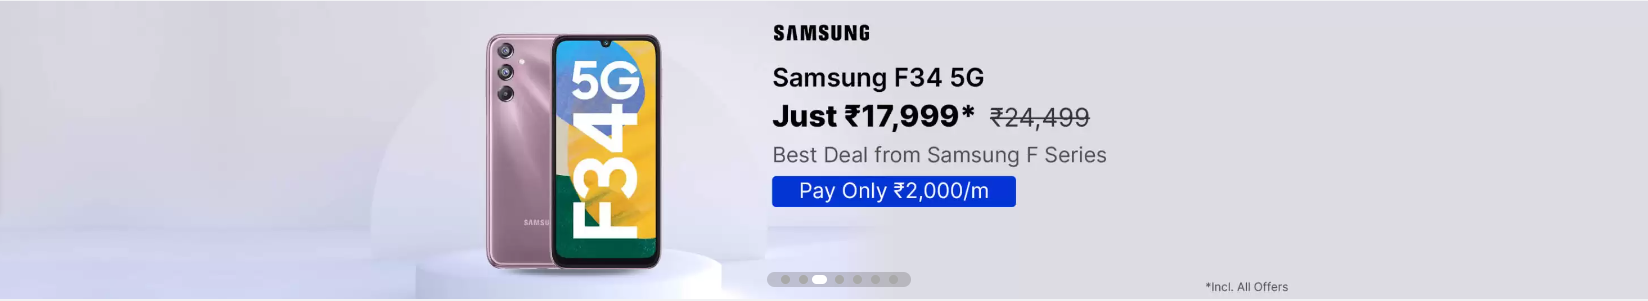 SAMSUNG
Samsung F34 5G
Just ₹17,999* ₹24,499
Best Deal from Samsung F Series
Pay Only ₹2,000/m
*Incl. All Offers
F34 5G
SAMSU